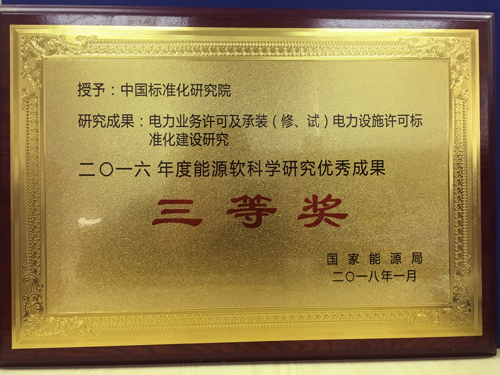 授予：中国标准化研究院
研究成果：电力业务许可及承装（修、试）电力设施许可标
准化建设研究
二〇一六 年度能源软科学研究优秀成果
三等奖
国家能源局
二〇一八年一月